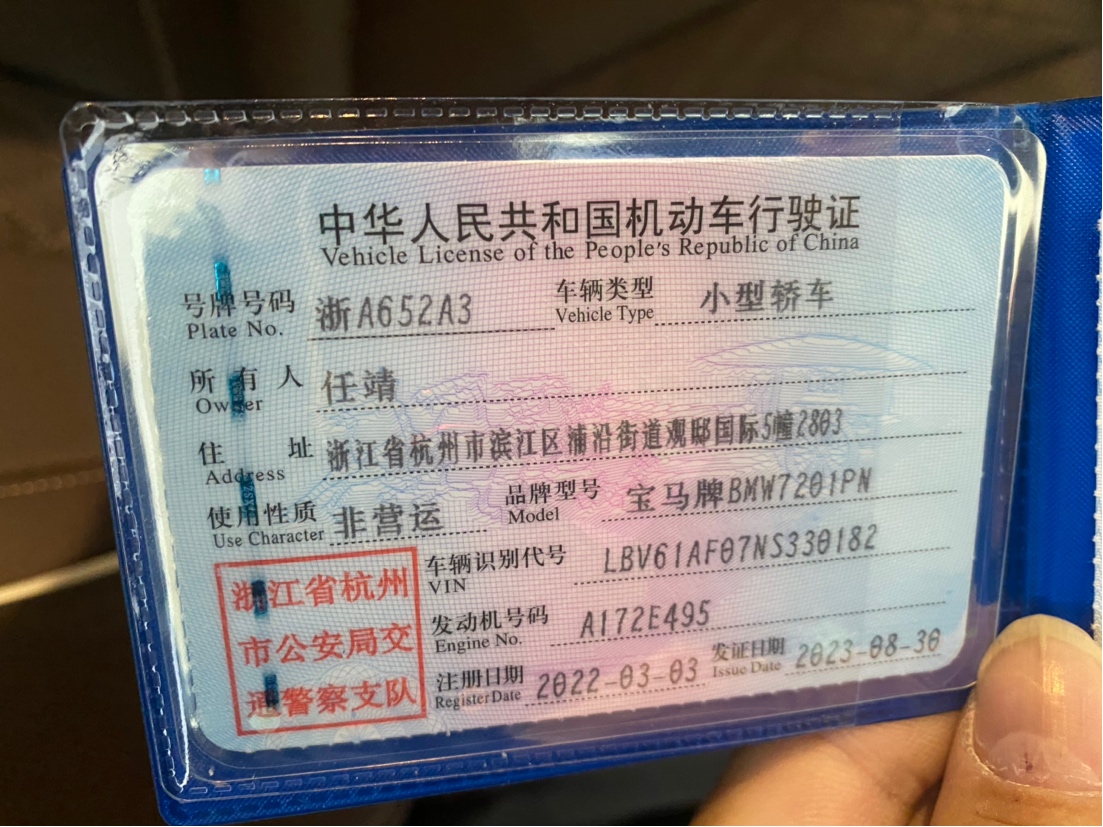 中华人民共和国机动车行驶证
Vehicle License of the People's Republic of China
号牌号码 浙A652A3 车辆类型 小型轿车
Plate No. Vehicle Type
所有人 任靖
Owner
住址 浙江省杭州市滨江区浦沿街道观邸国际5幢2803
Address
使用性质 非营运 品牌型号 宝马牌BMW7201PN
Use Character Model
浙江省杭州
市公安局交
通警察支队
车辆识别代号 LBV61AF07NS330182
VIN
发动机号码 A172E495
Engine No.
注册日期 2022-03-03 发证日期 2023-08-30
Register Date Issue Date